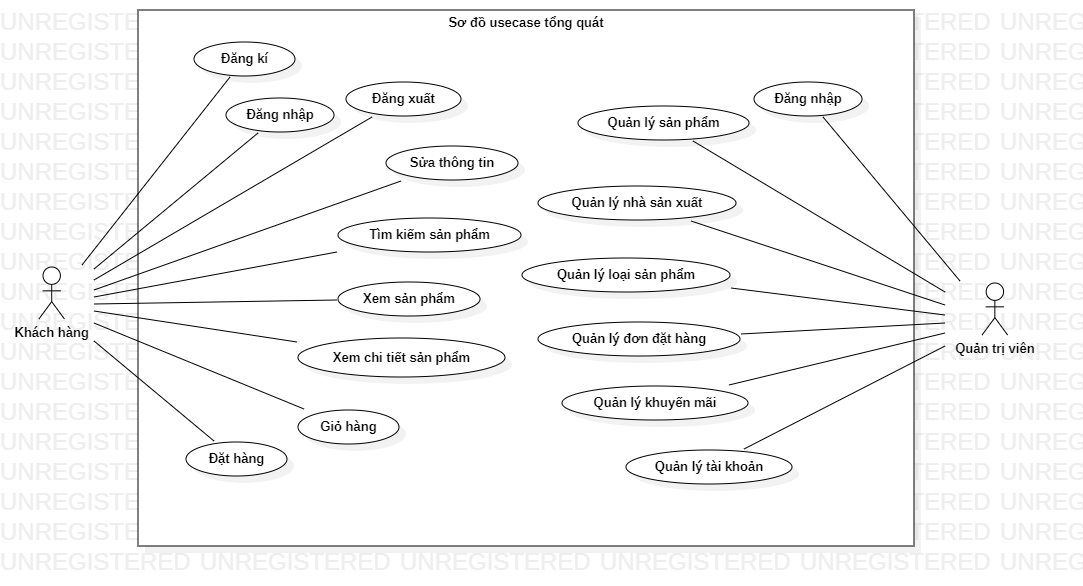 Sơ đồ usecase tổng quát
Đăng kí
Đăng nhập
Đăng xuất
Sửa thông tin
Tìm kiếm sản phẩm
Xem sản phẩm
Xem chi tiết sản phẩm
Giỏ hàng
Đặt hàng
Khách hàng
Đăng nhập
Quản lý sản phẩm
Quản lý nhà sản xuất
Quản lý loại sản phẩm
Quản lý đơn đặt hàng
Quản lý khuyến mãi
Quản lý tài khoản
Quản trị viên
UNREGISTERED UNREGISTERED UNREGISTERED UNREGISTERED UNREGISTERED UNREG